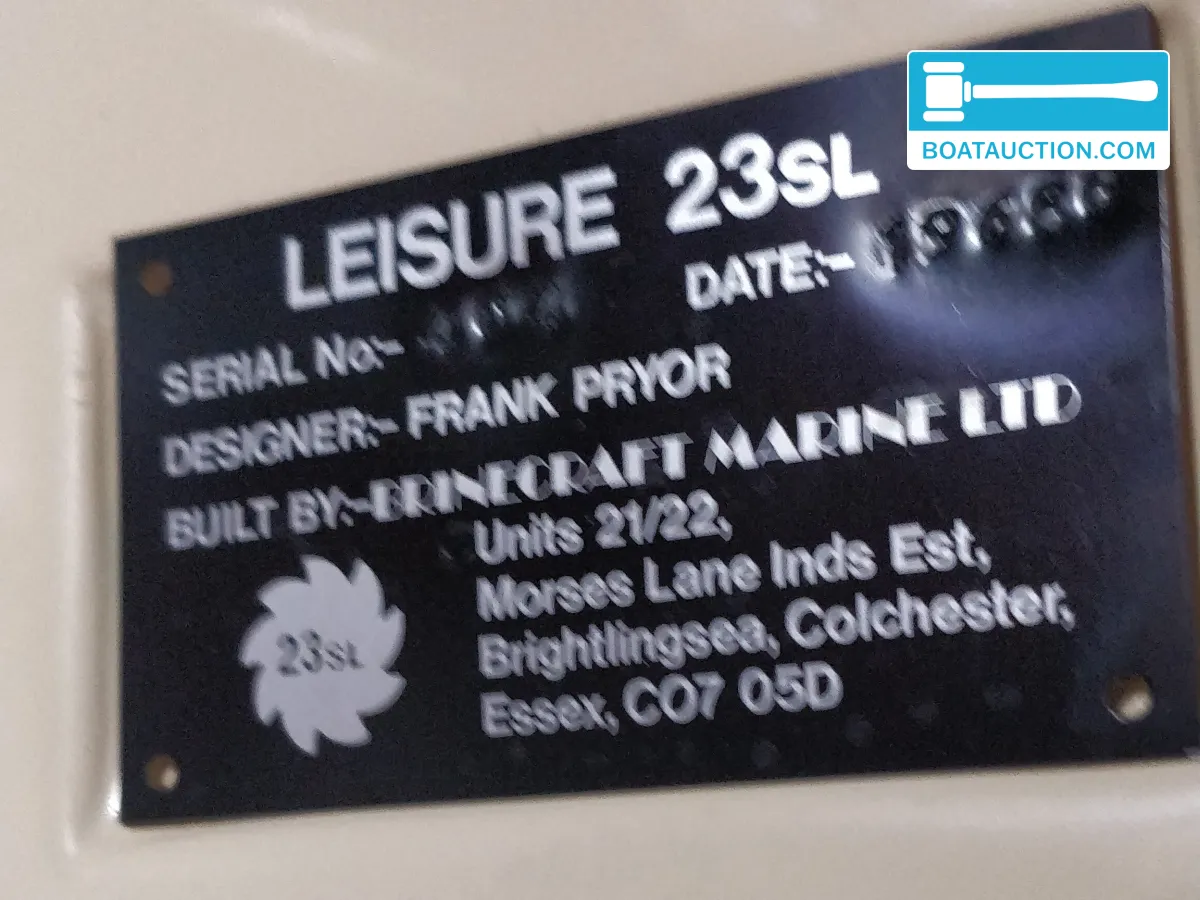 BOATAUCTION.COM
LEISURE 23SL
SERIAL No:- DATE:-
DESIGNER:- FRANK PRYOR
BUILT BY:- BRINECRAFT MARINE LTD
Units 21/22,
Morses Lane Inds Est,
Brightlingsea, Colchester,
Essex, CO7 05D
23SL